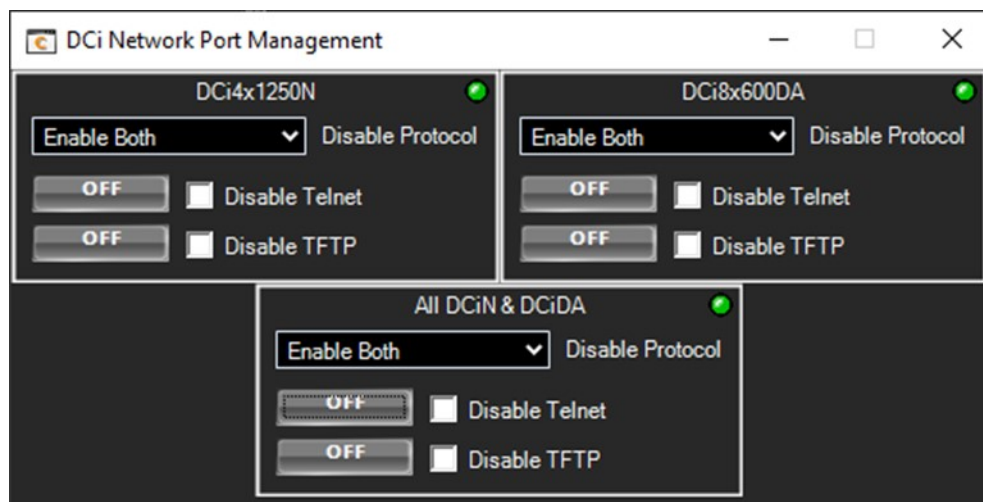 DCi Network Port Management
DCi4x1250N
Enable Both Disable Protocol
OFF Disable Telnet
OFF Disable TFTP
DCi8x600DA
Enable Both Disable Protocol
OFF Disable Telnet
OFF Disable TFTP
All DCiN & DCiDA
Enable Both Disable Protocol
OFF Disable Telnet
OFF Disable TFTP